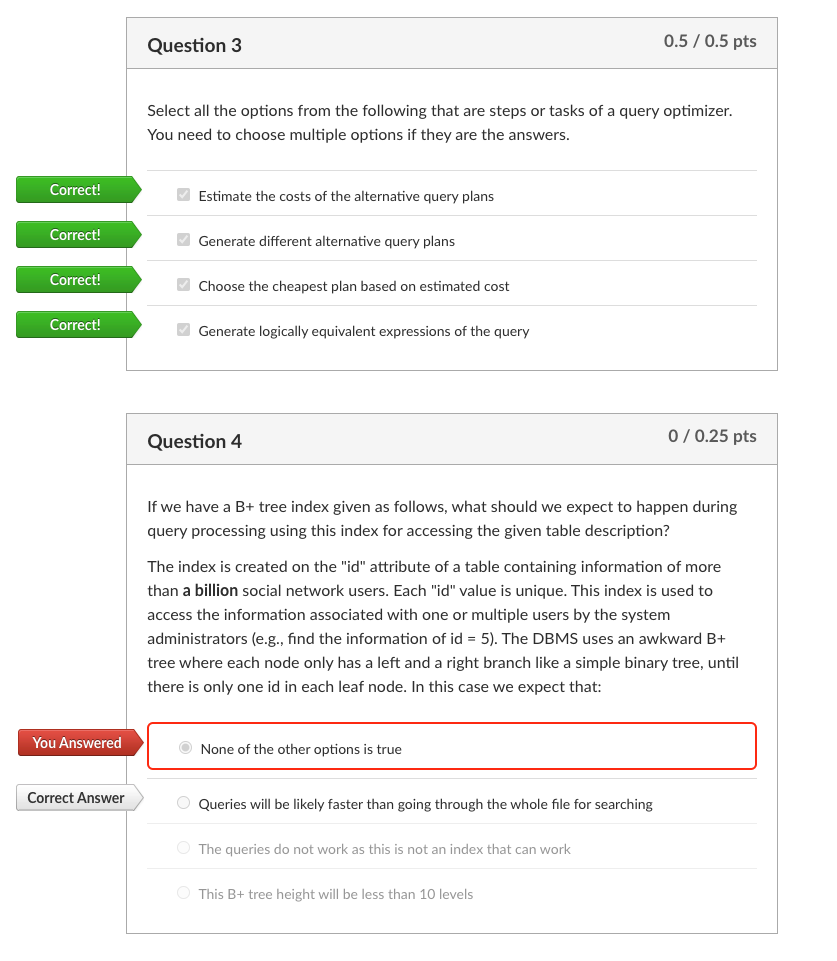 Question 3
0.5 / 0.5 pts
Select all the options from the following that are steps or tasks of a query optimizer.
You need to choose multiple options if they are the answers.
Correct!
Estimate the costs of the alternative query plans
Correct!
Generate different alternative query plans
Correct!
Choose the cheapest plan based on estimated cost
Correct!
Generate logically equivalent expressions of the query
Question 4
0 / 0.25 pts
If we have a B+ tree index given as follows, what should we expect to happen during
query processing using this index for accessing the given table description?
The index is created on the "id" attribute of a table containing information of more
than a billion social network users. Each "id" value is unique. This index is used to
access the information associated with one or multiple users by the system
administrators (e.g., find the information of id = 5). The DBMS uses an awkward B+
tree where each node only has a left and a right branch like a simple binary tree, until
there is only one id in each leaf node. In this case we expect that:
You Answered
None of the other options is true
Correct Answer
Queries will be likely faster than going through the whole file for searching
The queries do not work as this is not an index that can work
This B+ tree height will be less than 10 levels